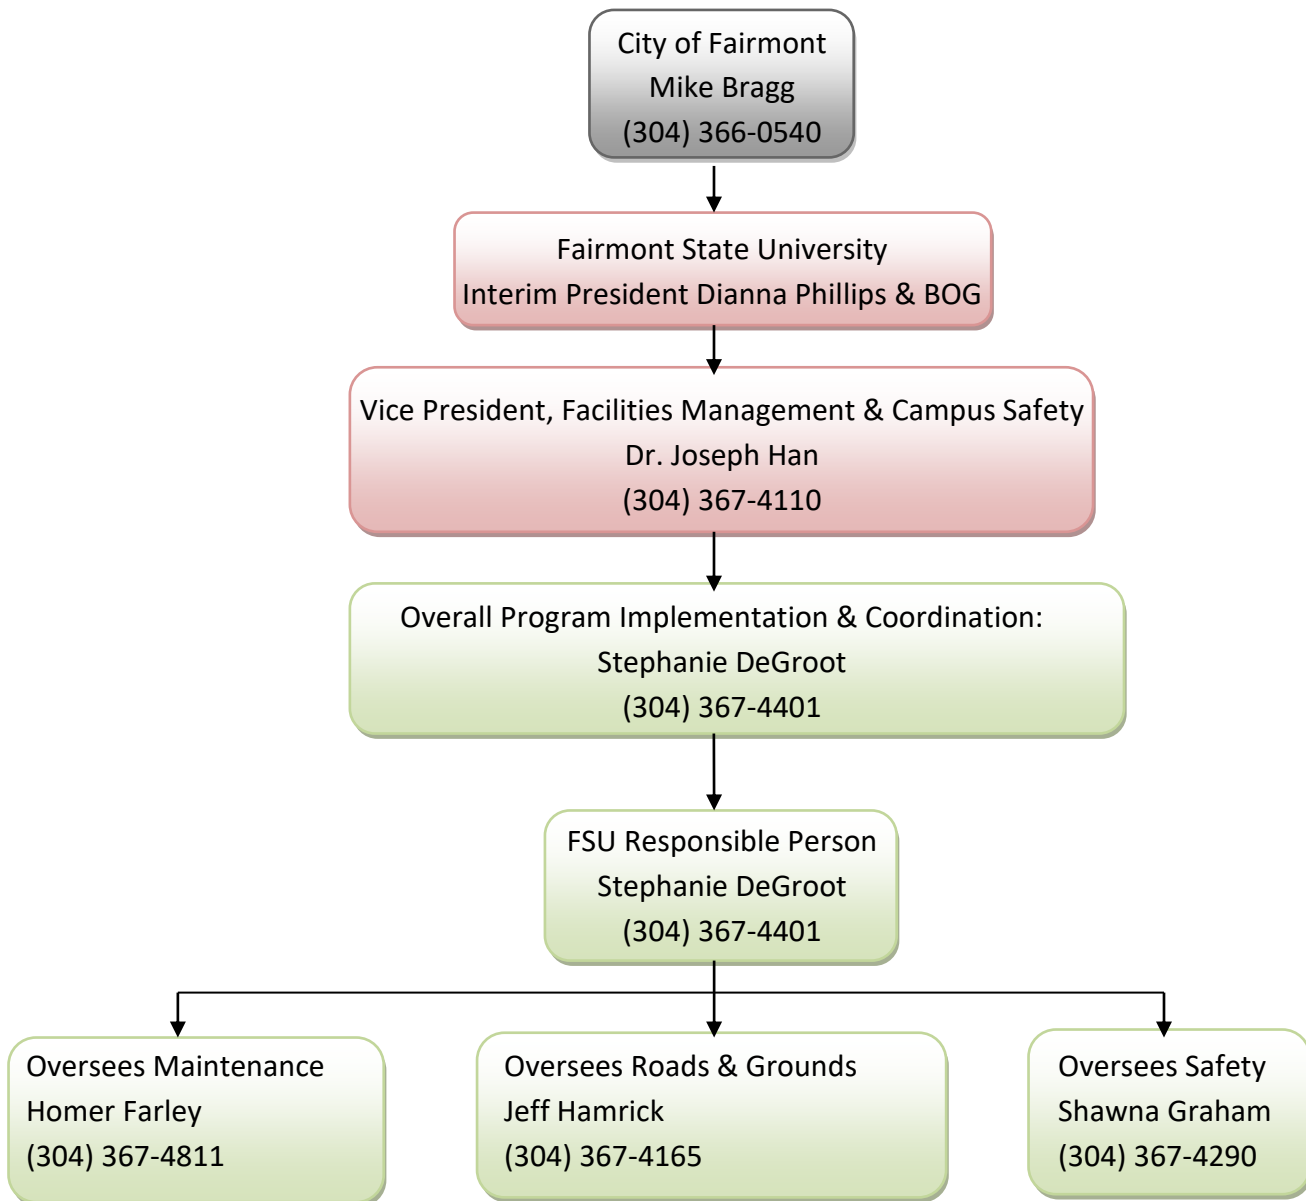 City of Fairmont
Mike Bragg
(304) 366-0540
Fairmont State University
Interim President Dianna Phillips & BOG
Vice President, Facilities Management & Campus Safety
Dr. Joseph Han
(304) 367-4110
Overall Program Implementation & Coordination:
Stephanie DeGroot
(304) 367-4401
FSU Responsible Person
Stephanie DeGroot
(304) 367-4401
Oversees Maintenance
Homer Farley
(304) 367-4811
Oversees Roads & Grounds
Jeff Hamrick
(304) 367-4165
Oversees Safety
Shawna Graham
(304) 367-4290